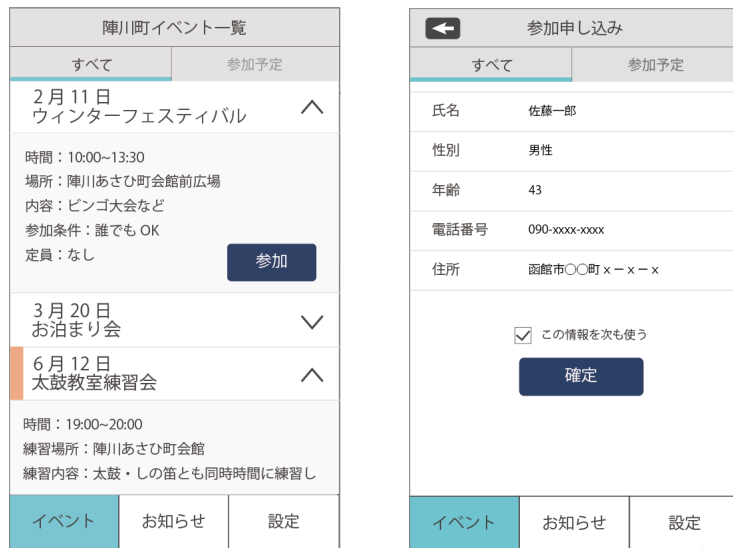 陣川町イベント一覧
すべて
参加予定
2月11日
ウィンターフェスティバル
時間：10:00~13:30
場所：陣川あさひ町会館前広場
内容：ビンゴ大会など
参加条件：誰でも OK
定員：なし
参加
3月20日
お泊まり会
6月12日
太鼓教室練習会
時間：19:00~20:00
練習場所：陣川あさひ町会館
練習内容：太鼓・しの笛とも同時時間に練習し
イベント
お知らせ
設定
参加申し込み
すべて
参加予定
氏名 佐藤一郎
性別 男性
年齢 43
電話番号 090-xxxx-xxxx
住所 函館市○○町 x ー x ー x
この情報を次も使う
確定
イベント
お知らせ
設定